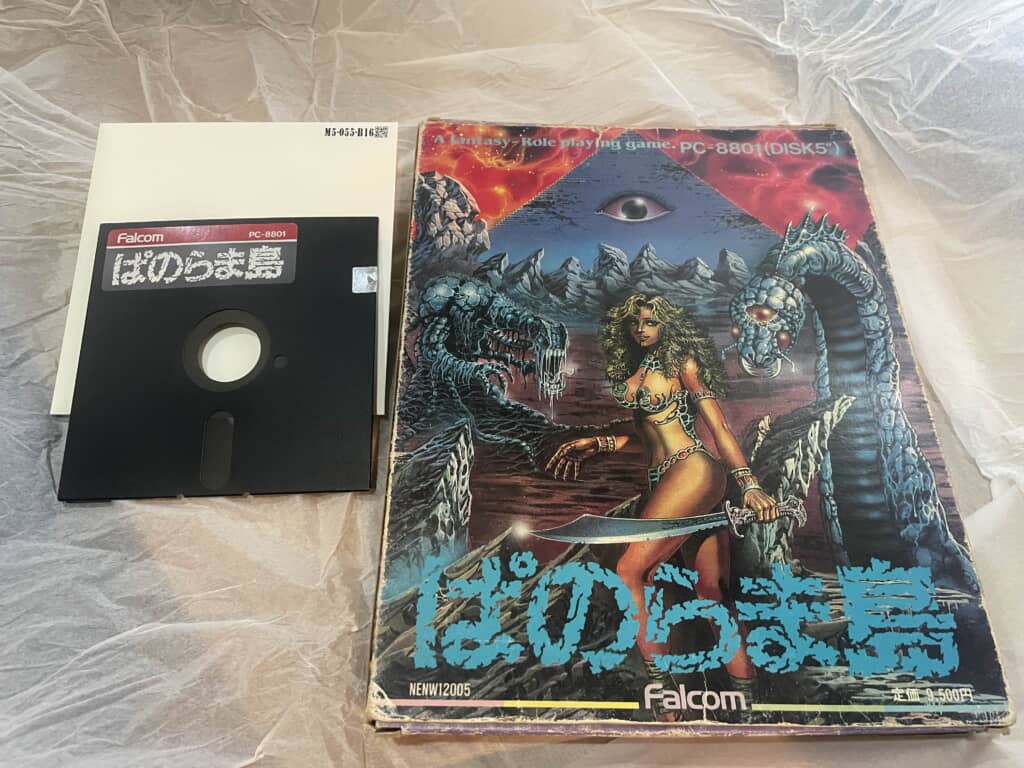 M5-055-B16
Falcom PC-8801
ぱのらま島
A fantasy-Role playing game. PC-8801(DISK5")
ぱのらま島
NENW12005
Falcom
定価 9,500円